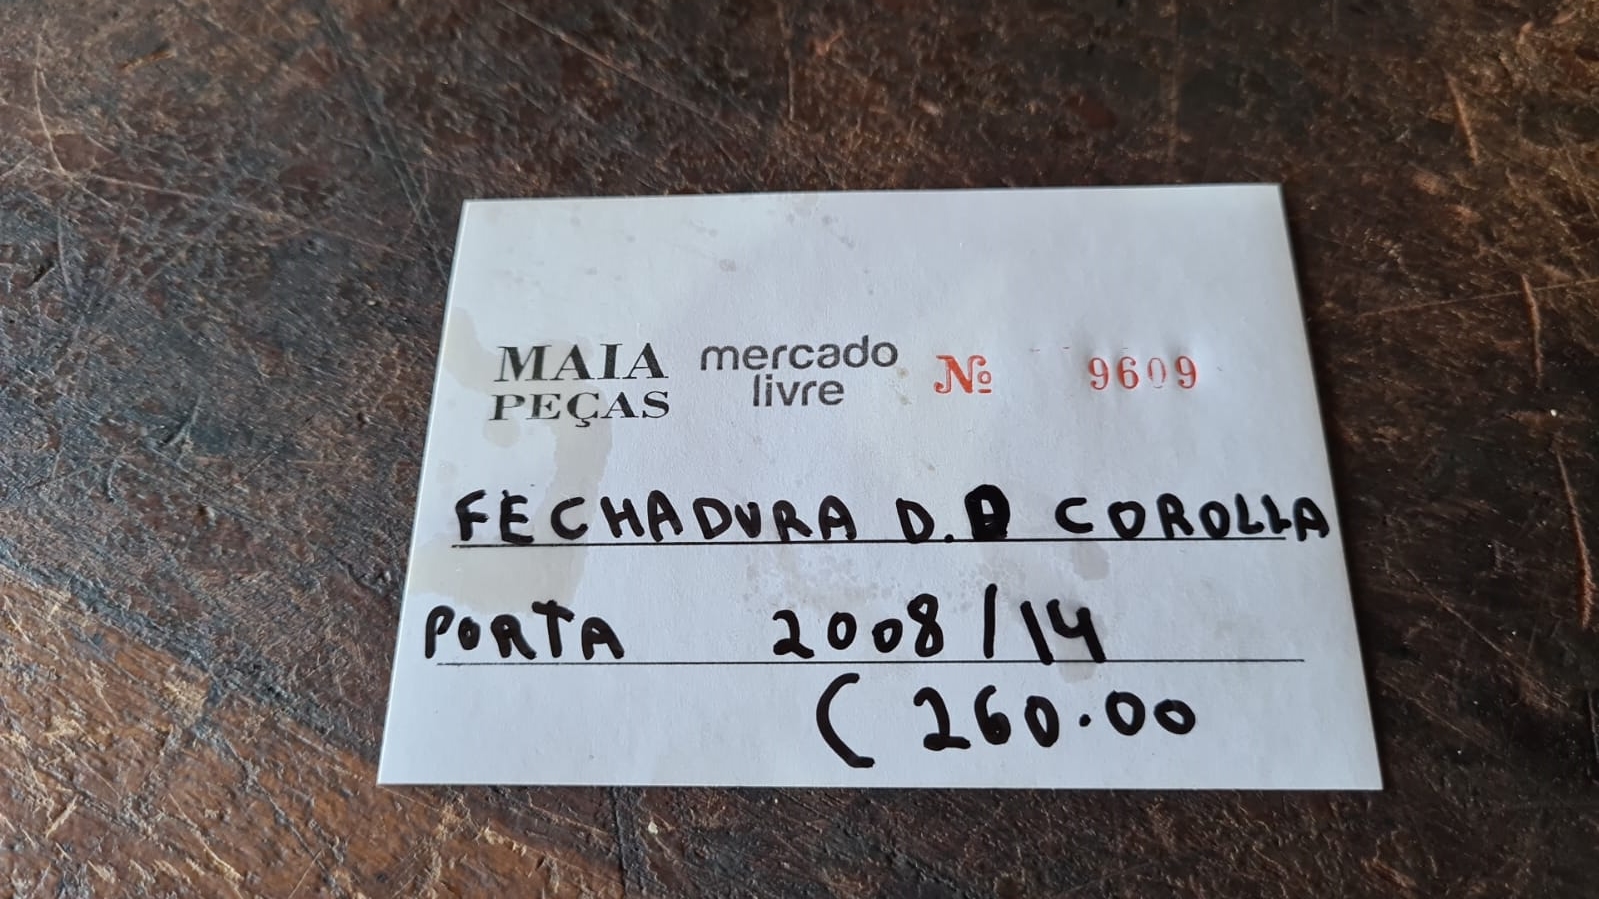 MAIA PEÇAS mercado livre Nº 9609
FECHADURA D.D COROLLA
PORTA 2008/14
(260.00